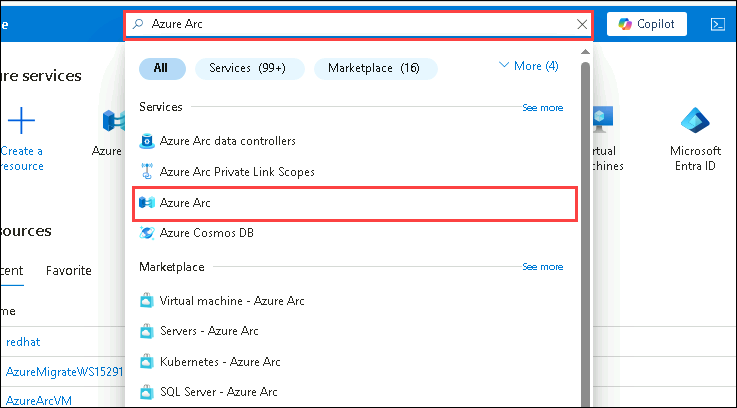 e
Azure Arc
Copilot
All
Services (99+)
Marketplace (16)
More (4)
ure services
Services
See more
Create a
resource
Azure
Azure Arc data controllers
Azure Arc Private Link Scopes
Azure Arc
Azure Cosmos DB
rtual
chines
Microsoft
Entra ID
sources
cent
Favorite
Marketplace
See more
me
Virtual machine - Azure Arc
redhat
Servers - Azure Arc
AzureMigrateWS15291
Kubernetes - Azure Arc
AzureArcVM
SQL Server - Azure Arc